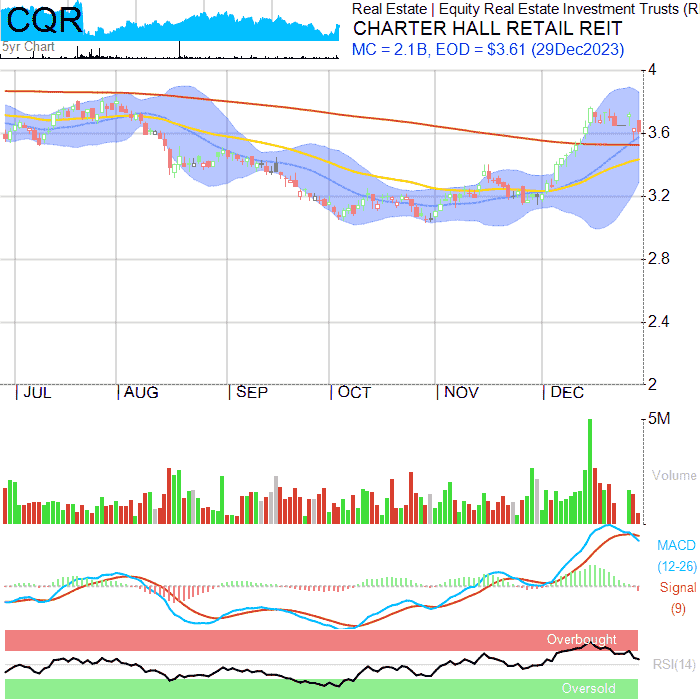 CQR
5yr Chart
Real Estate | Equity Real Estate Investment Trusts (R
CHARTER HALL RETAIL REIT
MC = 2.1B, EOD = $3.61 (29Dec2023)
4
3.6
3.2
2.8
2.4
2
| JUL | AUG | SEP | OCT | NOV | DEC
5M
Volume
MACD
(12-26)
Signal
(9)
Overbought
RSI(14)
Oversold